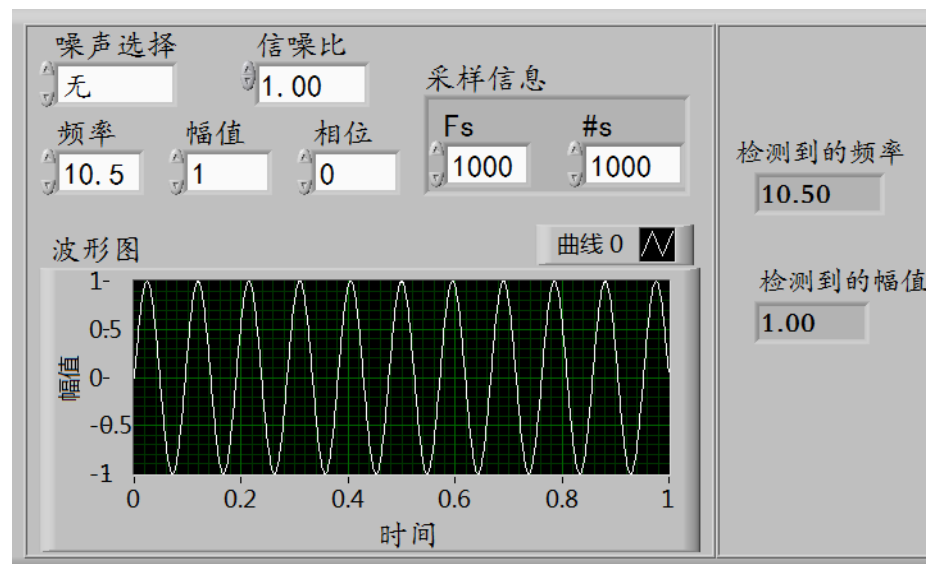 噪声选择 信噪比
无 1.00
采样信息
频率 幅值 相位 Fs #s
10.5 1 0 1000 1000
检测到的频率
10.50
波形图 曲线 0
检测到的幅值
1.00
幅值
1
0.5
0
-0.5
-1
0 0.2 0.4 0.6 0.8 1
时间